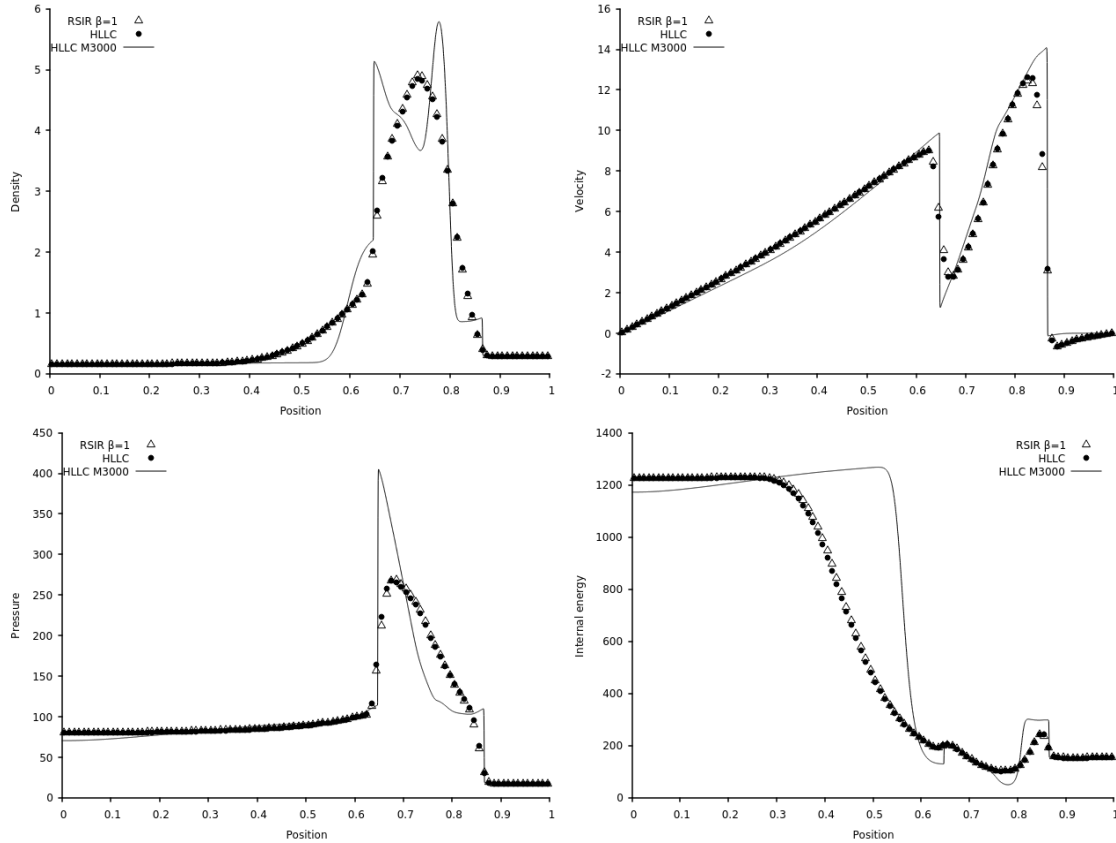 RSIR β=1
HLLC
HLLC M3000
6
5
4
3
2
1
0
Density
0 0.1 0.2 0.3 0.4 0.5 0.6 0.7 0.8 0.9 1
Position
RSIR β=1
HLLC
HLLC M3000
16
14
12
10
8
6
4
2
0
-2
Velocity
0 0.1 0.2 0.3 0.4 0.5 0.6 0.7 0.8 0.9 1
Position
RSIR β=1
HLLC
HLLC M3000
450
400
350
300
250
200
150
100
50
0
Pressure
0 0.1 0.2 0.3 0.4 0.5 0.6 0.7 0.8 0.9 1
Position
RSIR β=1
HLLC
HLLC M3000
1400
1200
1000
800
600
400
200
0
Internal energy
0 0.1 0.2 0.3 0.4 0.5 0.6 0.7 0.8 0.9 1
Position